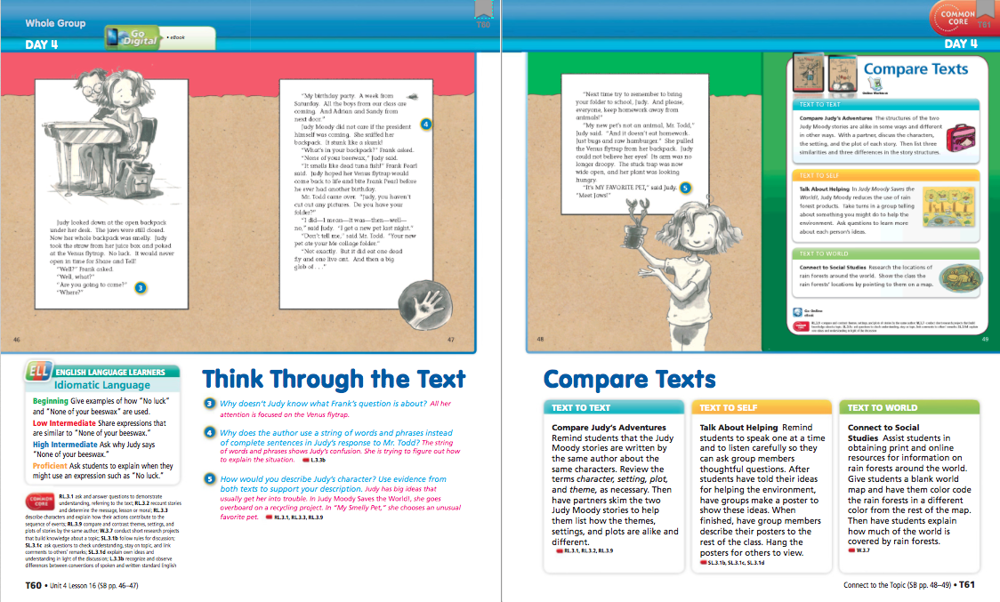 Whole Group
DAY 4
Go
Digital
• eBook
T60
Judy looked down at the open backpack
under her desk. The jaws were still closed.
Now her whole backpack was smelly. Judy
took the straw from her juice box and poked
at the Venus flytrap. No luck. It would never
open in time for Share and Tell!
"Well?" Frank asked.
"Well, what?"
"Are you going to come?"
"Where?"
3
46
"My birthday party. A week from
Saturday. All the boys from our class are
coming. And Adrian and Sandy from
next door."
Judy Moody did not care if the president
himself was coming. She sniffed her
backpack. It stunk like a skunk!
"What's in your backpack?" Frank asked.
"None of your beeswax," Judy said.
"It smells like dead tuna fish!" Frank Pearl
said. Judy hoped her Venus flytrap would
come back to life and bite Frank Pearl before
he ever had another birthday.
Mr. Todd came over. "Judy, you haven't
cut out any pictures. Do you have your
folder?"
"I did—I mean—it was—then—well—
no," said Judy. "I got a new pet last night."
"Don't tell me," said Mr. Todd. "Your new
pet ate your Me collage folder."
"Not exactly. But it did eat one dead
fly and one live ant. And then a big
glob of . . ."
4
47
ELL ENGLISH LANGUAGE LEARNERS
Idiomatic Language
Beginning Give examples of how "No luck"
and "None of your beeswax" are used.
Low Intermediate Share expressions that
are similar to "None of your beeswax."
High Intermediate Ask why Judy says
"None of your beeswax."
Proficient Ask students to explain when they
might use an expression such as "No luck."
COMMON
CORE
RL.3.1 ask and answer questions to demonstrate
understanding, referring to the text; RL.3.2 recount stories
and determine the message, lesson or moral; RL.3.3
describe characters and explain how their actions contribute to the
sequence of events; RL.3.9 compare and contrast themes, settings, and
plots of stories by the same author; W.3.7 conduct short research projects
that build knowledge about a topic; SL.3.1b follow rules for discussion;
SL.3.1c ask questions to check understanding, stay on topic, and link
comments to others' remarks; SL.3.1d explain own ideas and
understanding in light of the discussion; L.3.3b recognize and observe
differences between conventions of spoken and written standard English
Think Through the Text
3 Why doesn't Judy know what Frank's question is about? All her
attention is focused on the Venus flytrap.
4 Why does the author use a string of words and phrases instead
of complete sentences in Judy's response to Mr. Todd? The string
of words and phrases shows Judy's confusion. She is trying to figure out how
to explain the situation. L.3.3b
5 How would you describe Judy's character? Use evidence from
both texts to support your description. Judy has big ideas that
usually get her into trouble. In Judy Moody Saves the World!, she goes
overboard on a recycling project. In "My Smelly Pet," she chooses an unusual
favorite pet. RL.3.1, RL.3.3, RL.3.9
T60 • Unit 4 Lesson 16 (SB pp. 46–47)
COMMON
CORE
T61
DAY 4
"Next time try to remember to bring
your folder to school, Judy. And please,
everyone, keep homework away from
animals!"
"My new pet's not an animal, Mr. Todd,"
Judy said. "And it doesn't eat homework.
Just bugs and raw hamburger." She pulled
the Venus flytrap from her backpack. Judy
could not believe her eyes! Its arm was no
longer droopy. The stuck trap was now
wide-open, and her plant was looking
hungry.
"It's MY FAVORITE PET," said Judy.
"Meet Jaws!"
5
48
Compare Texts
TEXT TO TEXT
Compare Judy's Adventures The structures of the two
Judy Moody stories are alike in some ways and different
in other ways. With a partner, discuss the characters,
the setting, and the plot of each story. Then list three
similarities and three differences in the story structures.
TEXT TO SELF
Talk About Helping In Judy Moody Saves the
World!, Judy Moody reduces the use of rain
forest products. Take turns in a group telling
about something you might do to help the
environment. Ask questions to learn more
about each person's ideas.
TEXT TO WORLD
Connect to Social Studies Research the locations of
rain forests around the world. Show the class the
rain forests' locations by pointing to them on a map.
Go Online
49
Compare Texts
TEXT TO TEXT
Compare Judy's Adventures
Remind students that the Judy
Moody stories are written by
the same author about the
same characters. Review the
terms character, setting, plot,
and theme, as necessary. Then
have partners skim the two
Judy Moody stories to help
them list how the themes,
settings, and plots are alike and
different.
RL.3.1, RL.3.2, RL.3.9
TEXT TO SELF
Talk About Helping Remind
students to speak one at a time
and to listen carefully so they
can ask group members
thoughtful questions. After
students have told their ideas
for helping the environment,
have groups make a poster to
show these ideas. When
finished, have group members
describe their posters to the
rest of the class. Hang the
posters for others to view.
SL.3.1b, SL.3.1c, SL.3.1d
TEXT TO WORLD
Connect to Social
Studies Assist students in
obtaining print and online
resources for information on
rain forests around the world.
Give students a blank world
map and have them color code
the rain forests in a different
color from the rest of the map.
Then have students explain
how much of the world is
covered by rain forests.
W.3.7
Connect to the Topic (SB pp. 48–49) • T61